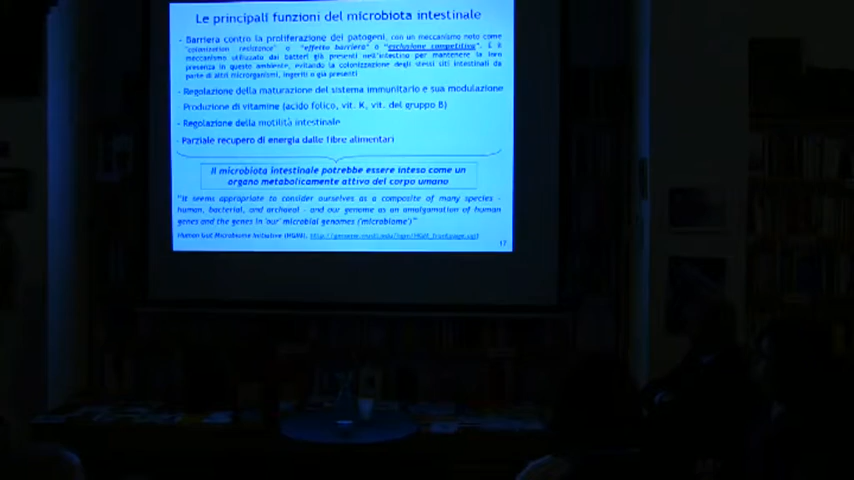 Le principali funzioni del microbiota intestinale
- Barriera contro la proliferazione dei patogeni, con un meccanismo noto come
"colonization resistance" o "effetto barriera" o "esclusione competitiva". È il
meccanismo utilizzato dai batteri già presenti nell'intestino per mantenere la loro
presenza in questo ambiente, evitando la colonizzazione degli stessi siti intestinali da
parte di altri microrganismi, ingeriti o già presenti
- Regolazione della maturazione del sistema immunitario e sua modulazione
- Produzione di vitamine (acido folico, vit. K, vit. del gruppo B)
- Regolazione della motilità intestinale
- Parziale recupero di energia dalle fibre alimentari
Il microbiota intestinale potrebbe essere inteso come un
organo metabolicamente attivo del corpo umano
"It seems appropriate to consider ourselves as a composite of many species -
human, bacterial, and archaeal - and our genome as an amalgamation of human
genes and the genes in 'our' microbial genomes ('microbiome')"
Human Gut Microbiome Initiative (HGMI),
17